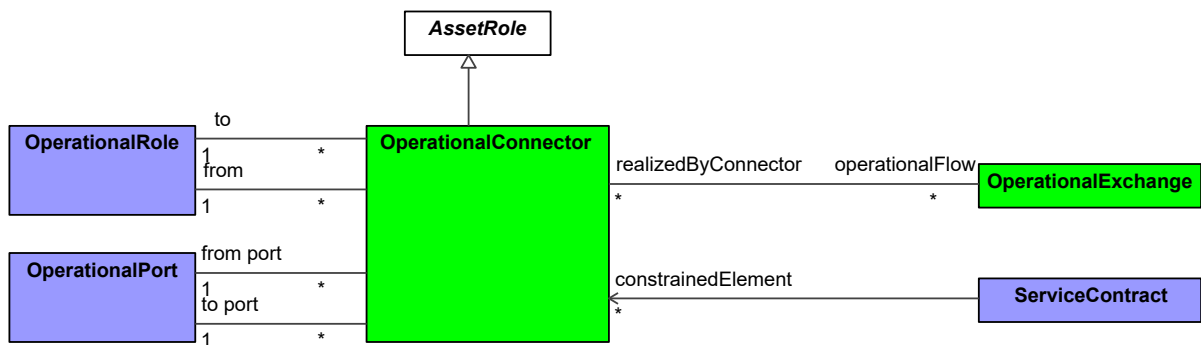 AssetRole
to
OperationalRole
1
*
from
1
*
OperationalConnector
realizedByConnector
operationalFlow
*
*
OperationalExchange
from port
OperationalPort
1
*
to port
1
*
constrainedElement
*
ServiceContract